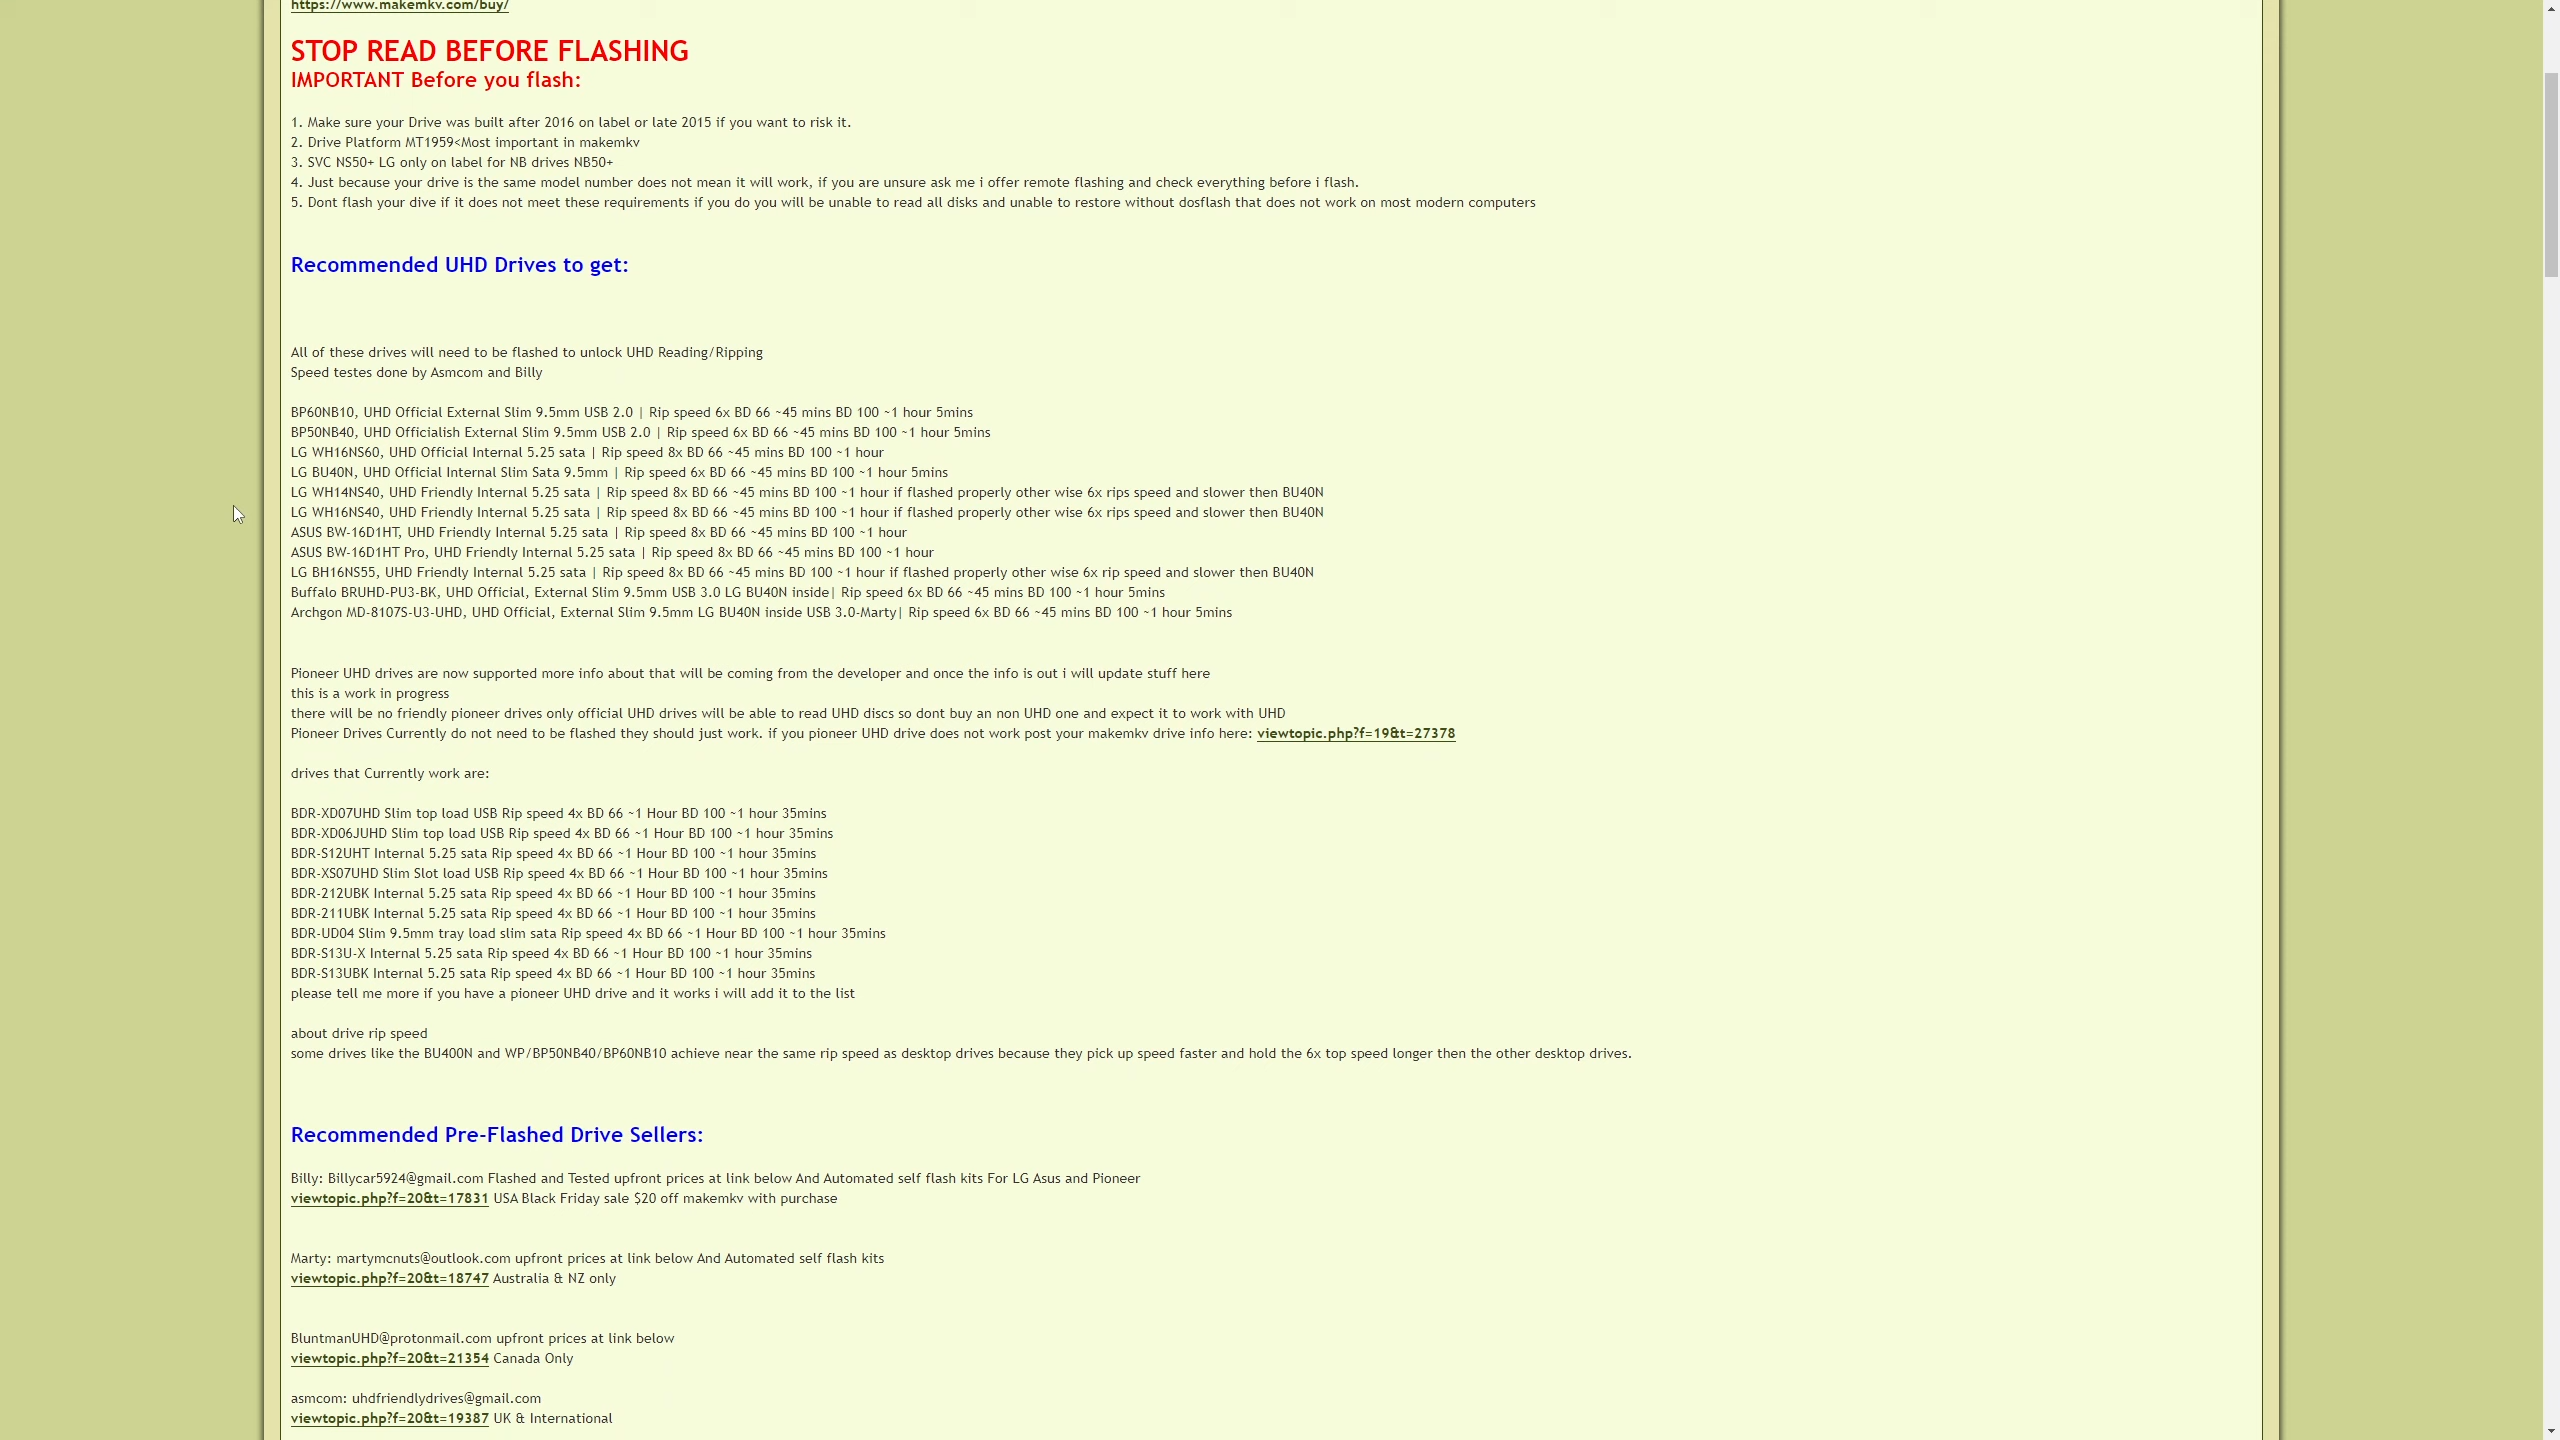 https://www.makemkv.com/buy/
STOP READ BEFORE FLASHING
IMPORTANT Before you flash:
1. Make sure your Drive was built after 2016 on label or late 2015 if you want to risk it.
2. Drive Platform MT1959<Most important in makemkv
3. SVC NS50+ LG only on label for NB drives NB50+
4. Just because your drive is the same model number does not mean it will work, if you are unsure ask me i offer remote flashing and check everything before i flash.
5. Dont flash your dive if it does not meet these requirements if you do you will be unable to read all disks and unable to restore without dosflash that does not work on most modern computers
Recommended UHD Drives to get:
All of these drives will need to be flashed to unlock UHD Reading/Ripping
Speed testes done by Asmcom and Billy
BP60NB10, UHD Official External Slim 9.5mm USB 2.0 | Rip speed 6x BD 66 ~45 mins BD 100 ~1 hour 5mins
BP50NB40, UHD Officialish External Slim 9.5mm USB 2.0 | Rip speed 6x BD 66 ~45 mins BD 100 ~1 hour 5mins
LG WH16NS60, UHD Official Internal 5.25 sata | Rip speed 8x BD 66 ~45 mins BD 100 ~1 hour
LG BU40N, UHD Official Internal Slim Sata 9.5mm | Rip speed 6x BD 66 ~45 mins BD 100 ~1 hour 5mins
LG WH14NS40, UHD Friendly Internal 5.25 sata | Rip speed 8x BD 66 ~45 mins BD 100 ~1 hour if flashed properly other wise 6x rips speed and slower then BU40N
LG WH16NS40, UHD Friendly Internal 5.25 sata | Rip speed 8x BD 66 ~45 mins BD 100 ~1 hour if flashed properly other wise 6x rips speed and slower then BU40N
ASUS BW-16D1HT, UHD Friendly Internal 5.25 sata | Rip speed 8x BD 66 ~45 mins BD 100 ~1 hour
ASUS BW-16D1HT Pro, UHD Friendly Internal 5.25 sata | Rip speed 8x BD 66 ~45 mins BD 100 ~1 hour
LG BH16NS55, UHD Friendly Internal 5.25 sata | Rip speed 8x BD 66 ~45 mins BD 100 ~1 hour if flashed properly other wise 6x rip speed and slower then BU40N
Buffalo BRUHD-PU3-BK, UHD Official, External Slim 9.5mm USB 3.0 LG BU40N inside| Rip speed 6x BD 66 ~45 mins BD 100 ~1 hour 5mins
Archgon MD-8107S-U3-UHD, UHD Official, External Slim 9.5mm LG BU40N inside USB 3.0-Marty| Rip speed 6x BD 66 ~45 mins BD 100 ~1 hour 5mins
Pioneer UHD drives are now supported more info about that will be coming from the developer and once the info is out i will update stuff here
this is a work in progress
there will be no friendly pioneer drives only official UHD drives will be able to read UHD discs so dont buy an non UHD one and expect it to work with UHD
Pioneer Drives Currently do not need to be flashed they should just work. if you pioneer UHD drive does not work post your makemkv drive info here: viewtopic.php?f=19&t=27378
drives that Currently work are:
BDR-XD07UHD Slim top load USB Rip speed 4x BD 66 ~1 Hour BD 100 ~1 hour 35mins
BDR-XD06JUHD Slim top load USB Rip speed 4x BD 66 ~1 Hour BD 100 ~1 hour 35mins
BDR-S12UHT Internal 5.25 sata Rip speed 4x BD 66 ~1 Hour BD 100 ~1 hour 35mins
BDR-XS07UHD Slim Slot load USB Rip speed 4x BD 66 ~1 Hour BD 100 ~1 hour 35mins
BDR-212UBK Internal 5.25 sata Rip speed 4x BD 66 ~1 Hour BD 100 ~1 hour 35mins
BDR-211UBK Internal 5.25 sata Rip speed 4x BD 66 ~1 Hour BD 100 ~1 hour 35mins
BDR-UD04 Slim 9.5mm tray load slim sata Rip speed 4x BD 66 ~1 Hour BD 100 ~1 hour 35mins
BDR-S13U-X Internal 5.25 sata Rip speed 4x BD 66 ~1 Hour BD 100 ~1 hour 35mins
BDR-S13UBK Internal 5.25 sata Rip speed 4x BD 66 ~1 Hour BD 100 ~1 hour 35mins
please tell me more if you have a pioneer UHD drive and it works i will add it to the list
about drive rip speed
some drives like the BU400N and WP/BP50NB40/BP60NB10 achieve near the same rip speed as desktop drives because they pick up speed faster and hold the 6x top speed longer then the other desktop drives.
Recommended Pre-Flashed Drive Sellers:
Billy: Billycar5924@gmail.com Flashed and Tested upfront prices at link below And Automated self flash kits For LG Asus and Pioneer
viewtopic.php?f=20&t=17831 USA Black Friday sale $20 off makemkv with purchase
Marty: martymcnuts@outlook.com upfront prices at link below And Automated self flash kits
viewtopic.php?f=20&t=18747 Australia & NZ only
BluntmanUHD@protonmail.com upfront prices at link below
viewtopic.php?f=20&t=21354 Canada Only
asmcom: uhdfriendlydrives@gmail.com
viewtopic.php?f=20&t=19387 UK & International